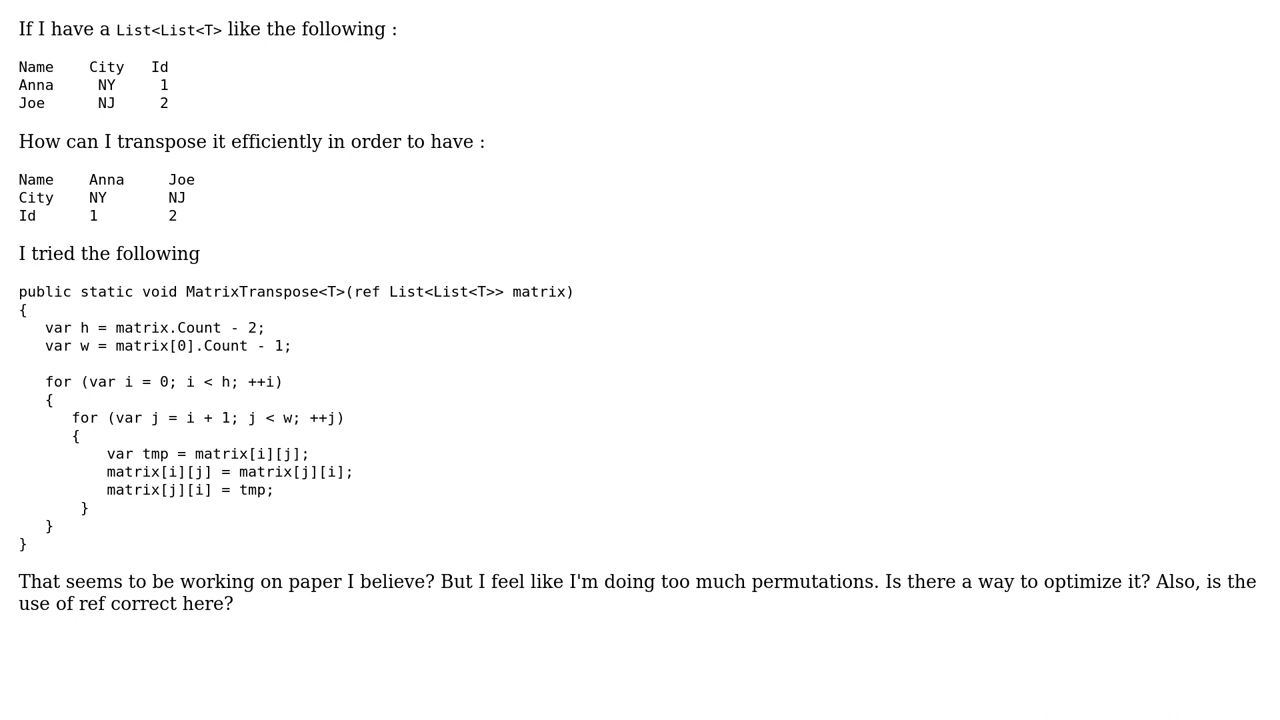 If I have a List<List<T> like the following :
Name    City   Id
Anna     NY     1
Joe      NJ     2
How can I transpose it efficiently in order to have :
Name    Anna     Joe
City    NY       NJ
Id      1        2
I tried the following
public static void MatrixTranspose<T>(ref List<List<T>> matrix)
{
   var h = matrix.Count - 2;
   var w = matrix[0].Count - 1;
   for (var i = 0; i < h; ++i)
   {
      for (var j = i + 1; j < w; ++j)
      {
          var tmp = matrix[i][j];
          matrix[i][j] = matrix[j][i];
          matrix[j][i] = tmp;
       }
   }
}
That seems to be working on paper I believe? But I feel like I'm doing too much permutations. Is there a way to optimize it? Also, is the
use of ref correct here?